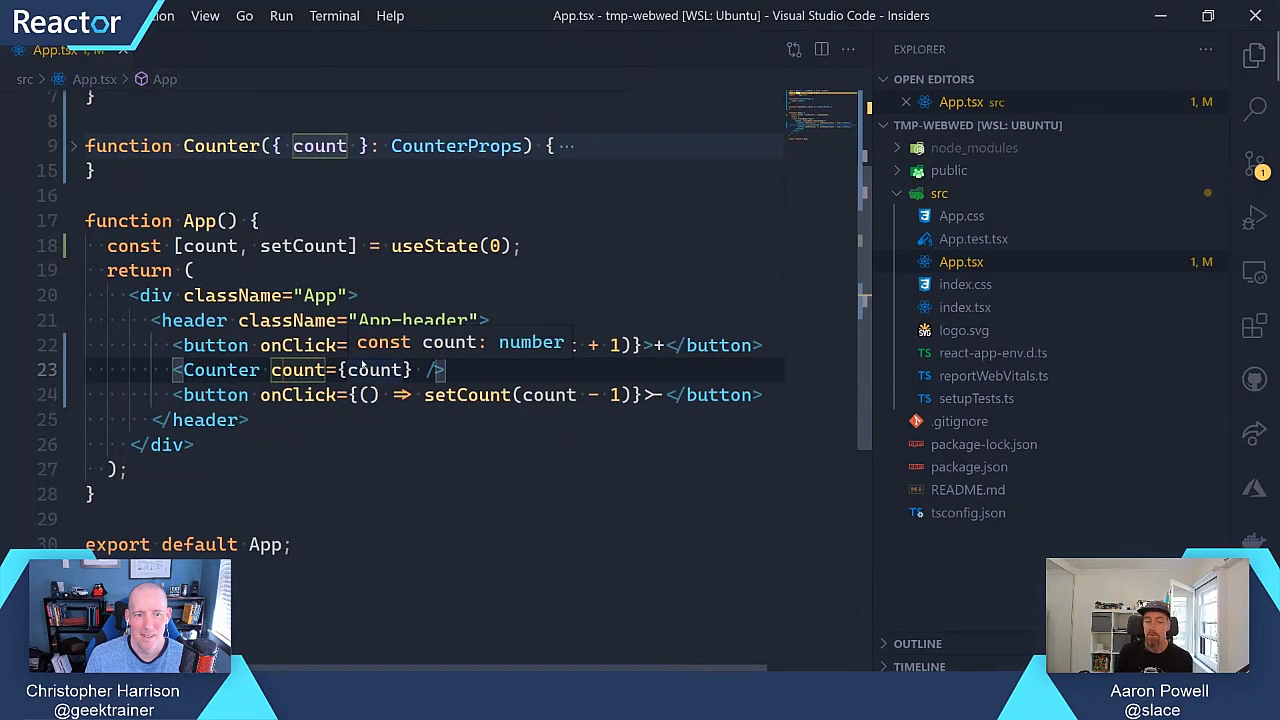 Reactor
tion View Go Run Terminal Help
App.tsx - tmp-webwed [WSL: Ubuntu] - Visual Studio Code - Insiders
App.tsx 1, M
src > App.tsx > App
7 }
8
9 function Counter({ count }: CounterProps) {
15 }
16
17 function App() {
18 const [count, setCount] = useState(0);
19 return (
20 <div className="App">
21 <header className="App-header">
22 <button onClick= + 1)}>+</button>
const count: number
23 <Counter count={count} />
24 <button onClick={() => setCount(count - 1)}>-</button>
25 </header>
26 </div>
27 );
28 }
29
30 export default App;
EXPLORER
OPEN EDITORS
App.tsx src 1, M
TMP-WEBWED [WSL: UBUNTU]
node_modules
public
src
App.css
App.test.tsx
App.tsx 1, M
index.css
index.tsx
logo.svg
react-app-env.d.ts
reportWebVitals.ts
setupTests.ts
.gitignore
package-lock.json
package.json
README.md
tsconfig.json
OUTLINE
TIMELINE
1
Christopher Harrison
@geektrainer
Aaron Powell
@slace